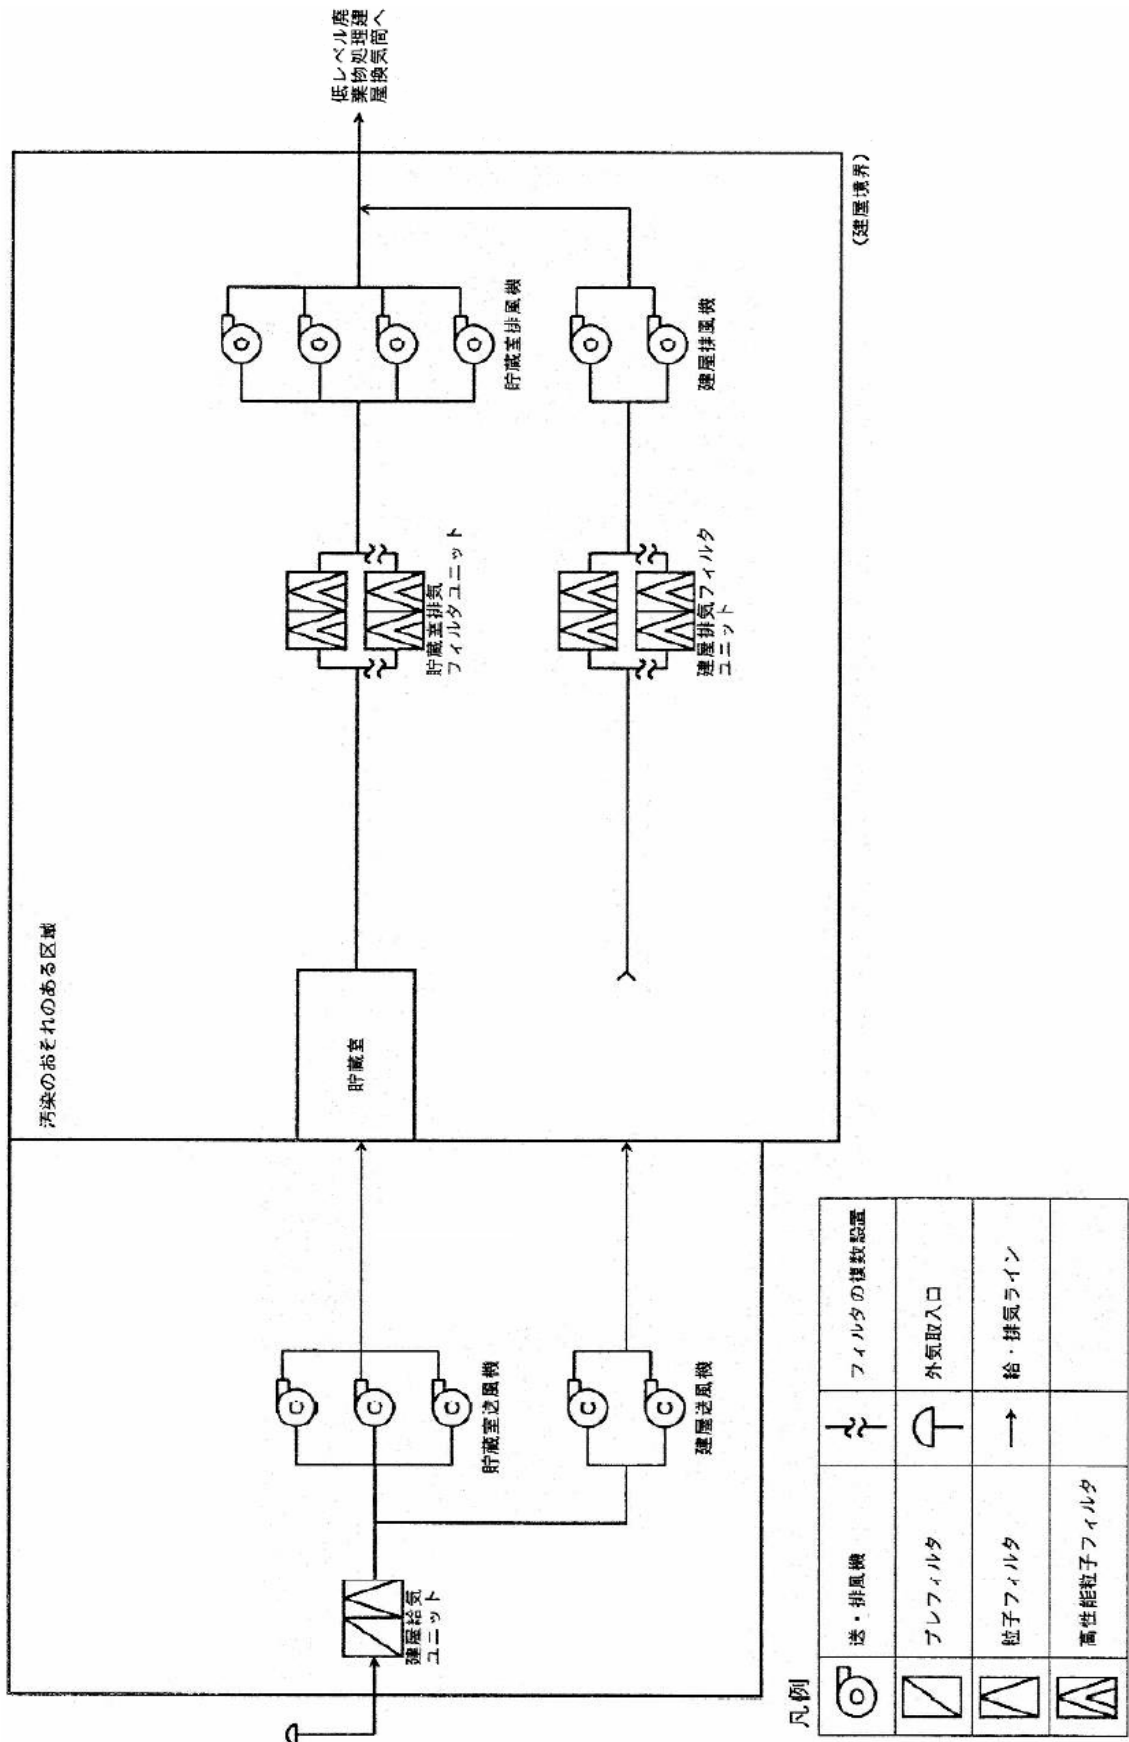 汚染のおそれのある区域
低レベル廃
棄物処理建
屋換気筒へ
C
C
C
貯蔵室
貯蔵室送風機
貯蔵室排気
フィルタユニット
貯蔵室排風機
建屋給気
ユニット
C
C
建屋送風機
建屋排気フィルタ
ユニット
建屋排風機
(建屋境界)
凡例
送・排風機
フィルタの複数設置
プレフィルタ
外気取入口
粒子フィルタ
給・排気ライン
高性能粒子フィルタ